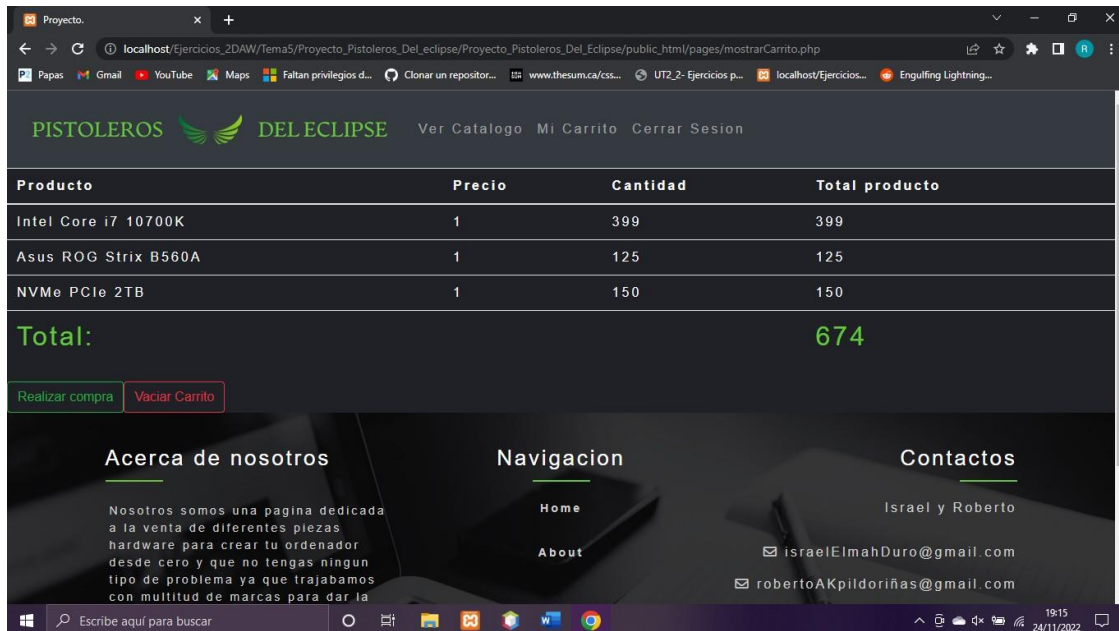 Proyecto.
localhost/Ejercicios_2DAW/Tema5/Proyecto_Pistoleros_Del_eclipse/Proyecto_Pistoleros_Del_Eclipse/public_html/pages/mostrarCarrito.php
R
Papas Gmail YouTube Maps Faltan privilegios d... Clonar un repositor... www.thesum.ca/css... UT2_2- Ejercicios p... localhost/Ejercicios... Engulfing Lightning...
PISTOLEROS DEL ECLIPSE Ver Catalogo Mi Carrito Cerrar Sesion
Producto Precio Cantidad Total producto
Intel Core i7 10700K 1 399 399
Asus ROG Strix B560A 1 125 125
NVMe PCIe 2TB 1 150 150
Total: 674
Realizar compra Vaciar Carrito
Acerca de nosotros
Nosotros somos una pagina dedicada
a la venta de diferentes piezas
hardware para crear tu ordenador
desde cero y que no tengas ningun
tipo de problema ya que trajabamos
con multitud de marcas para dar la
Navigacion
Home
About
Contactos
Israel y Roberto
israelElmahDuro@gmail.com
robertoAKpildoriñas@gmail.com
Escribe aquí para buscar
19:15
24/11/2022